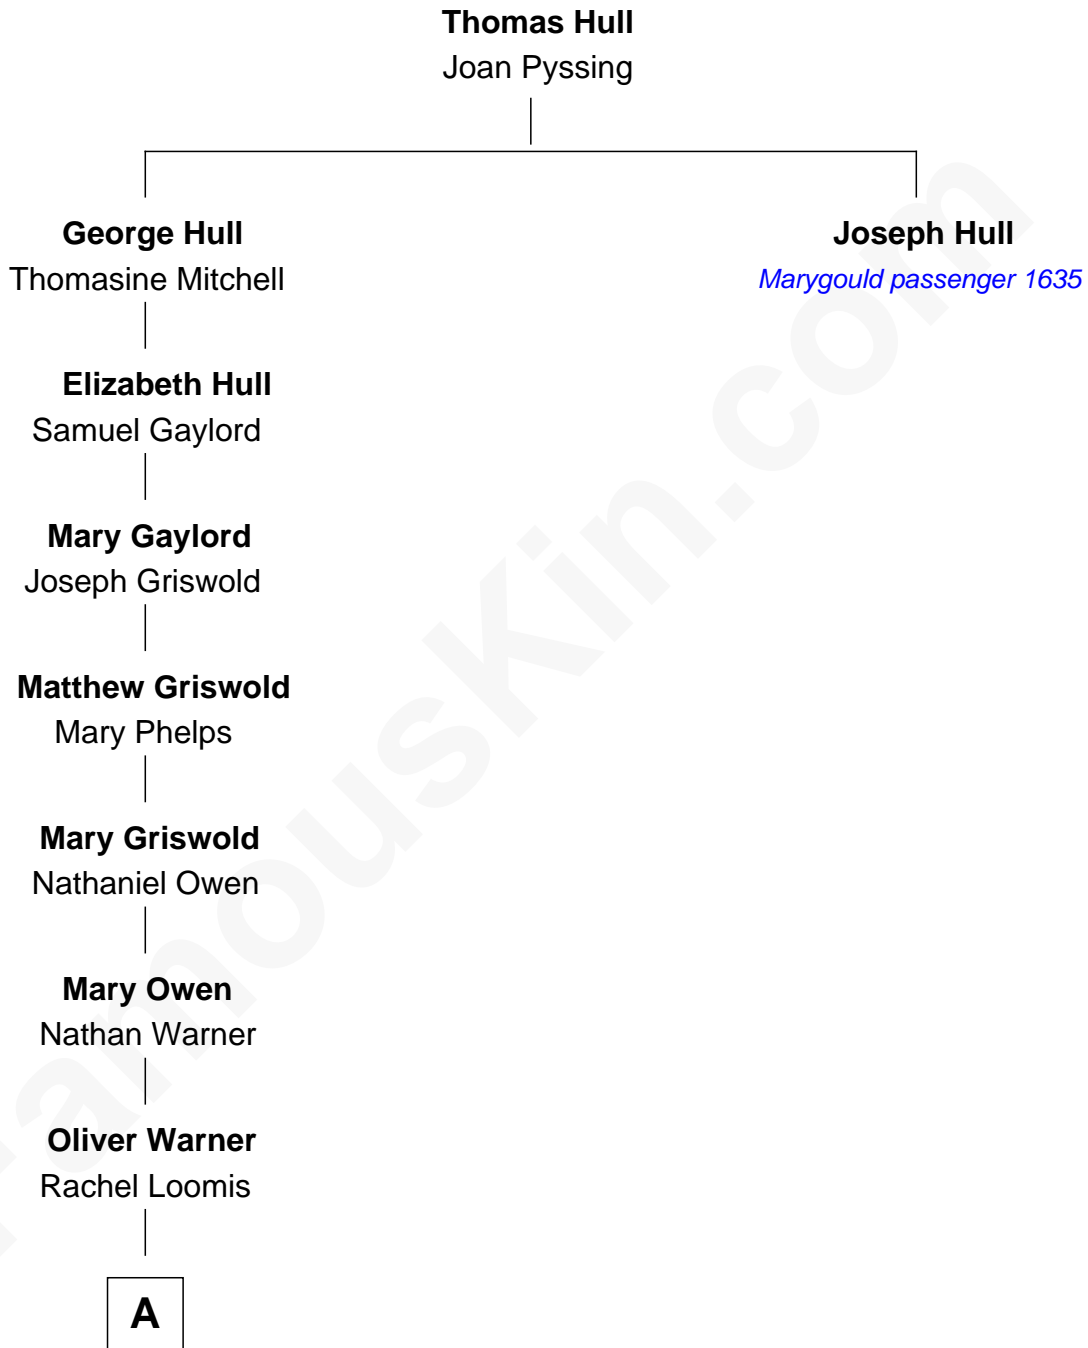 Thomas Hull
Joan Pyssing
George Hull
Thomasine Mitchell
Joseph Hull
Marygould passenger 1635
Elizabeth Hull
Samuel Gaylord
Mary Gaylord
Joseph Griswold
Matthew Griswold
Mary Phelps
Mary Griswold
Nathaniel Owen
Mary Owen
Nathan Warner
Oliver Warner
Rachel Loomis
A
FamousKin.com